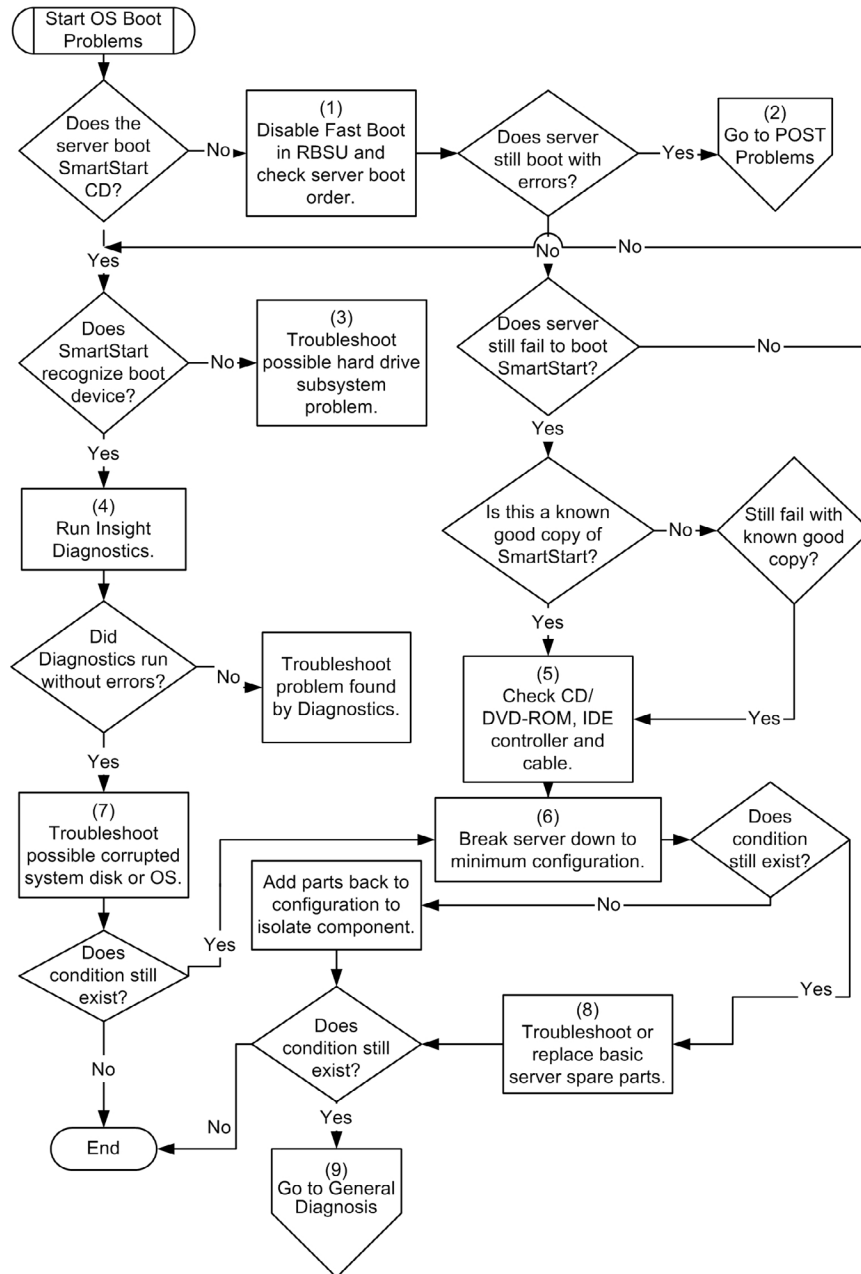 Start OS Boot
Problems
Does the
server boot
SmartStart
CD?
No
(1)
Disable Fast Boot
in RBSU and
check server boot
order.
Does server
still boot with
errors?
Yes
(2)
Go to POST
Problems
Yes
No
No
Does
SmartStart
recognize boot
device?
No
(3)
Troubleshoot
possible hard drive
subsystem
problem.
Does server
still fail to boot
SmartStart?
No
Yes
Yes
(4)
Run Insight
Diagnostics.
Is this a known
good copy of
SmartStart?
No
Still fail with
known good
copy?
Yes
Did
Diagnostics run
without errors?
No
Troubleshoot
problem found
by Diagnostics.
(5)
Check CD/
DVD-ROM, IDE
controller and
cable.
Yes
Yes
(7)
Troubleshoot
possible corrupted
system disk or OS.
(6)
Break server down to
minimum configuration.
Does
condition
still exist?
Add parts back to
configuration to
isolate component.
No
Yes
Does
condition still
exist?
Yes
Does
condition still
exist?
(8)
Troubleshoot or
replace basic
server spare parts.
No
Yes
No
End
(9)
Go to General
Diagnosis